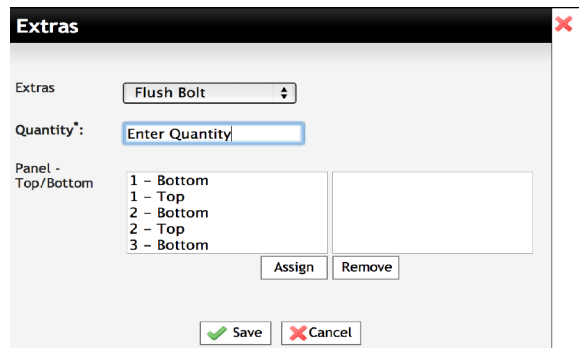 Extras
Extras
Flush Bolt
Quantity*:
Enter Quantity
Panel -
Top/Bottom
1 – Bottom
1 – Top
2 – Bottom
2 – Top
3 – Bottom
Assign
Remove
Save
Cancel